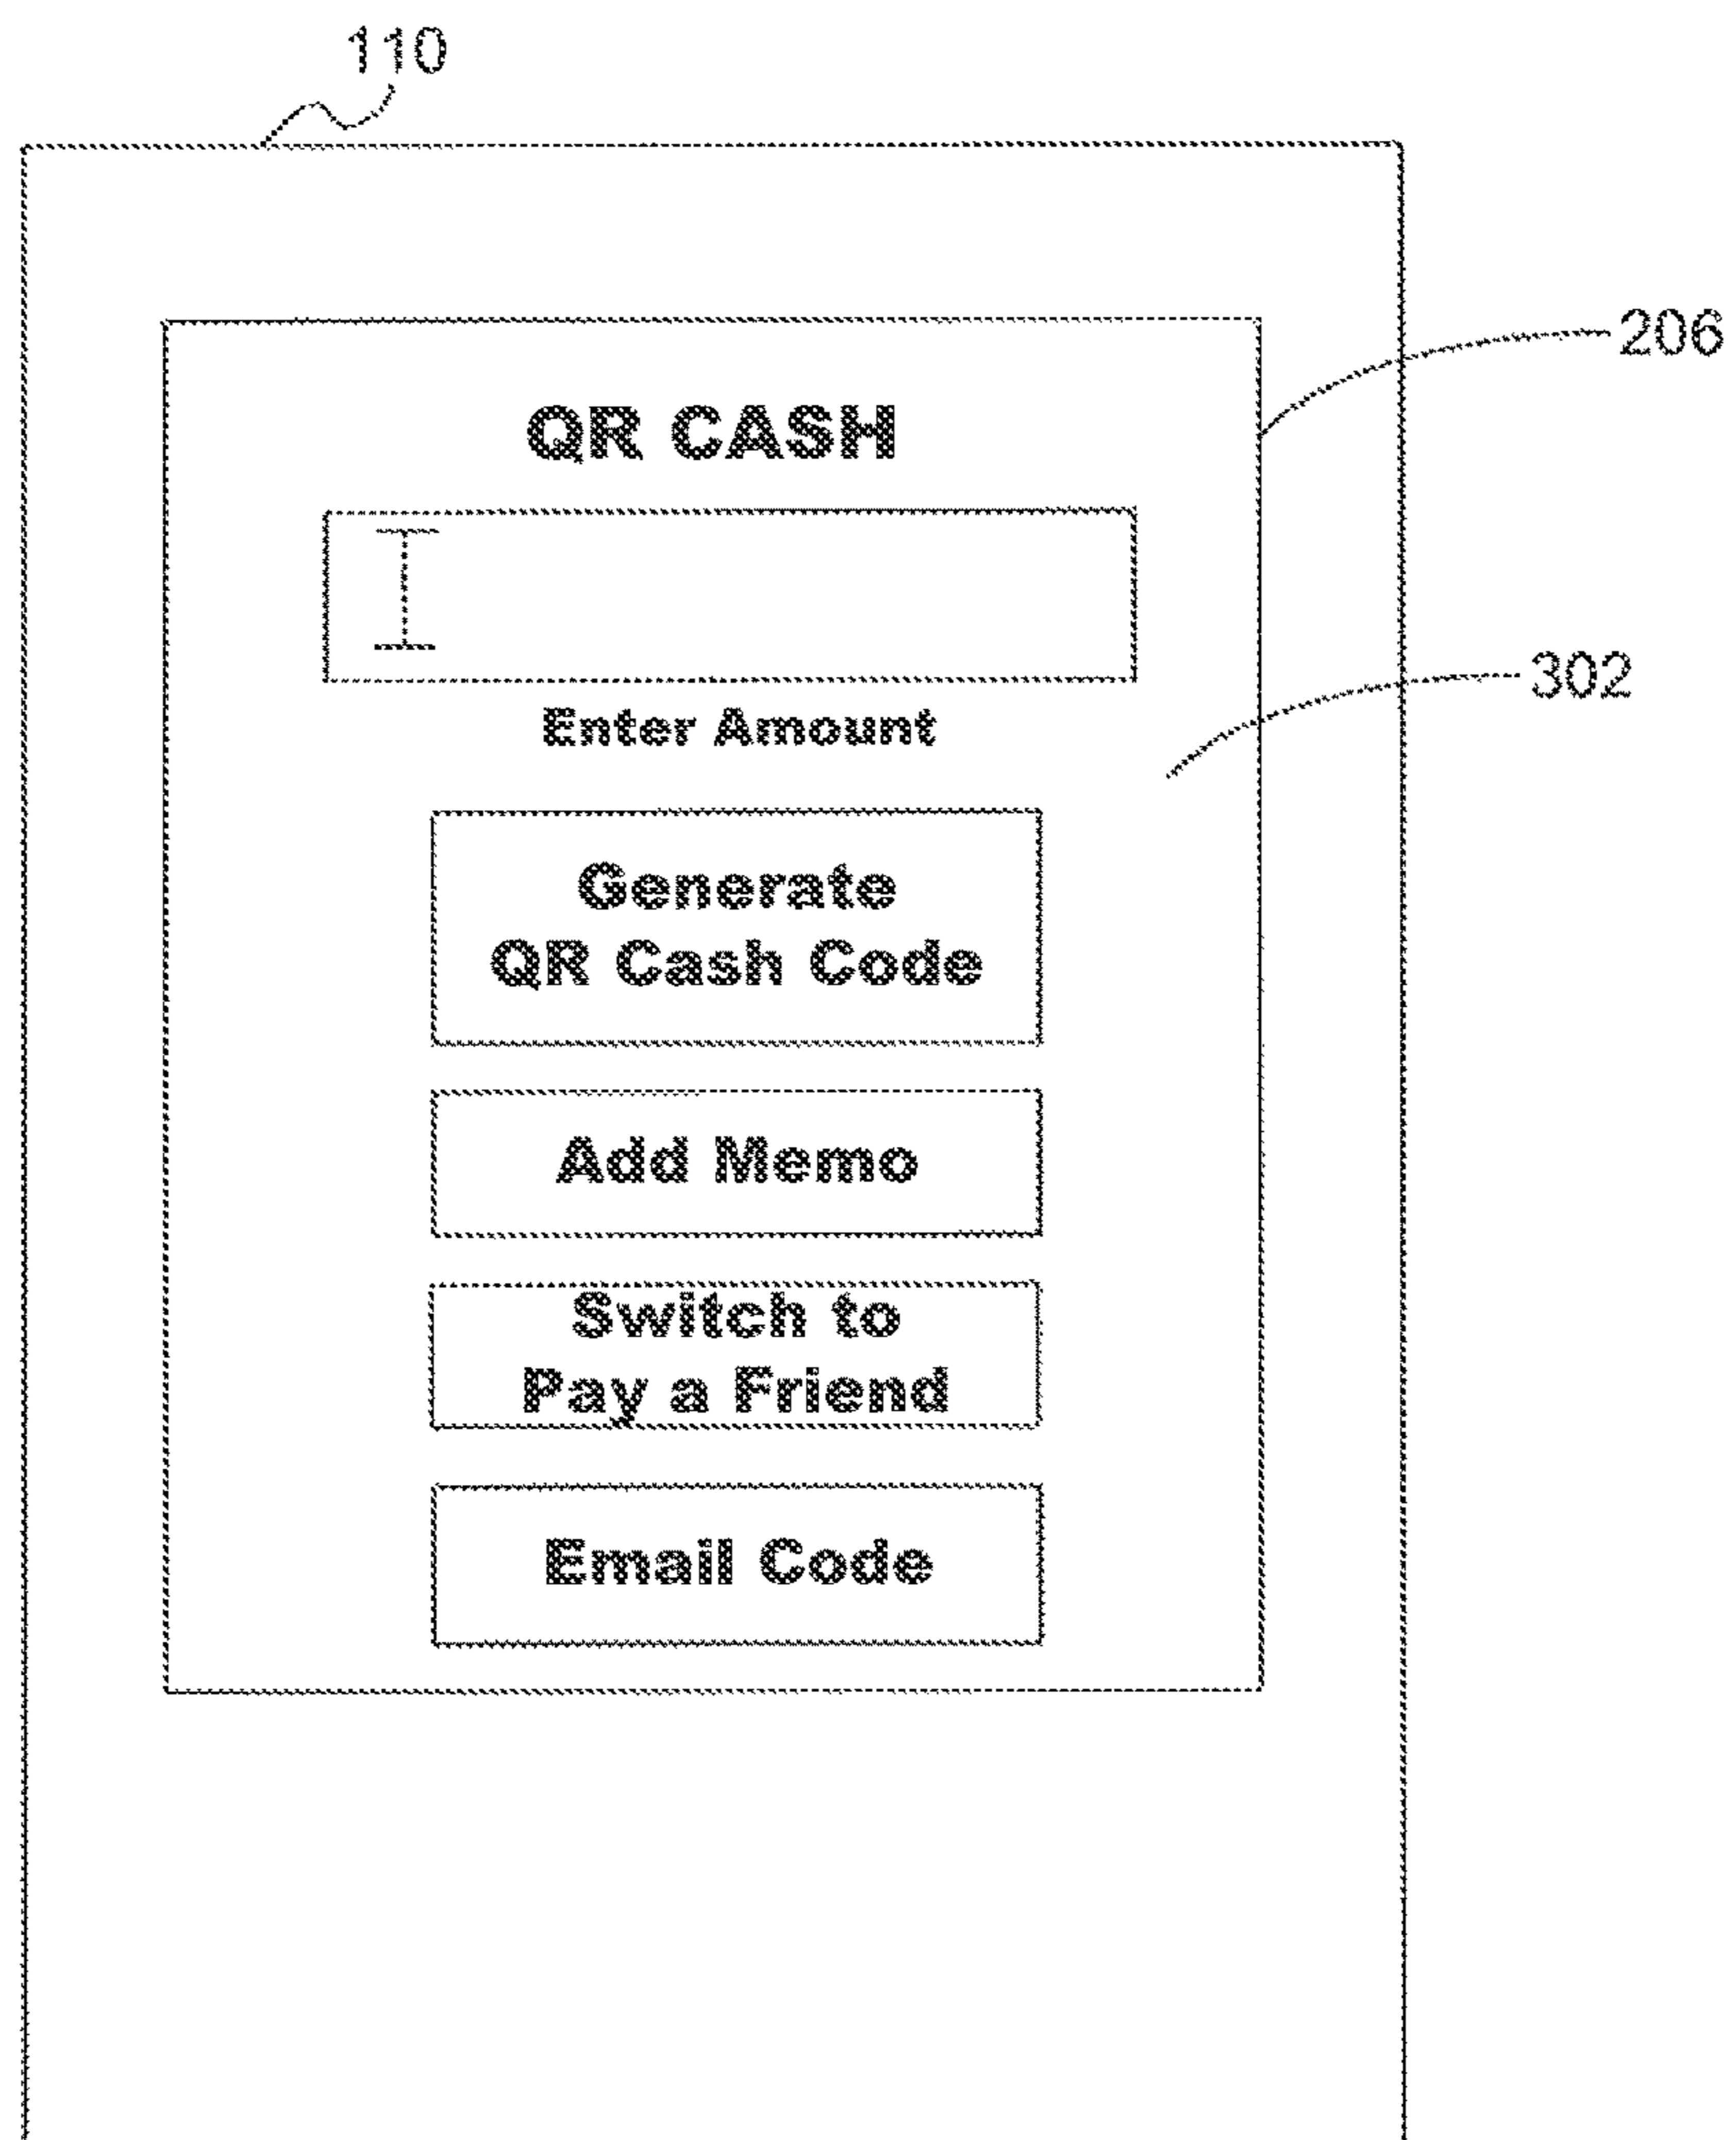 110
206
QR CASH
302
Enter Amount
Generate
QR Cash Code
Add Memo
Switch to
Pay a Friend
Email Code